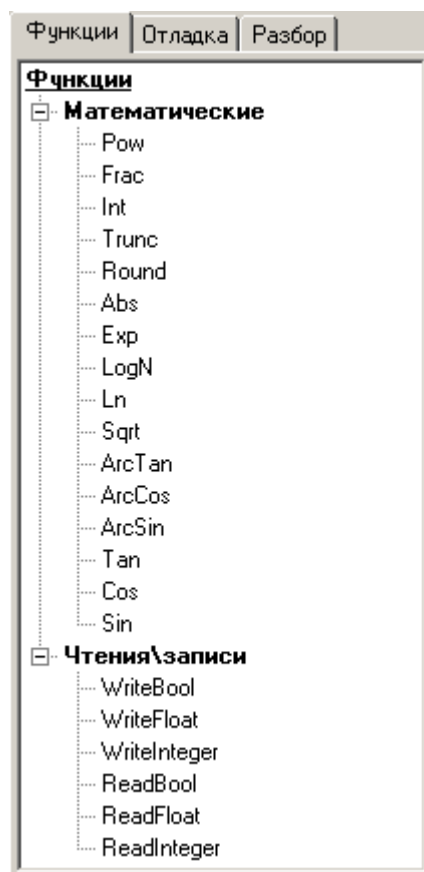 Функции Отладка Разбор
Функции
Математические
Pow
Frac
Int
Trunc
Round
Abs
Exp
LogN
Ln
Sqrt
ArcTan
ArcCos
ArcSin
Tan
Cos
Sin
Чтения\записи
WriteBool
WriteFloat
WriteInteger
ReadBool
ReadFloat
ReadInteger